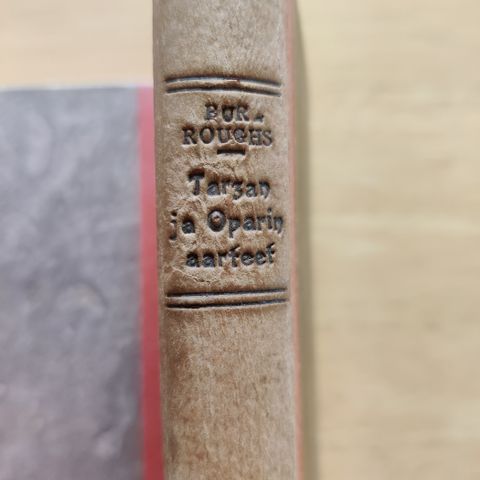 BUR-
ROUGHS
Tarzan
ja Oparin
aarteet